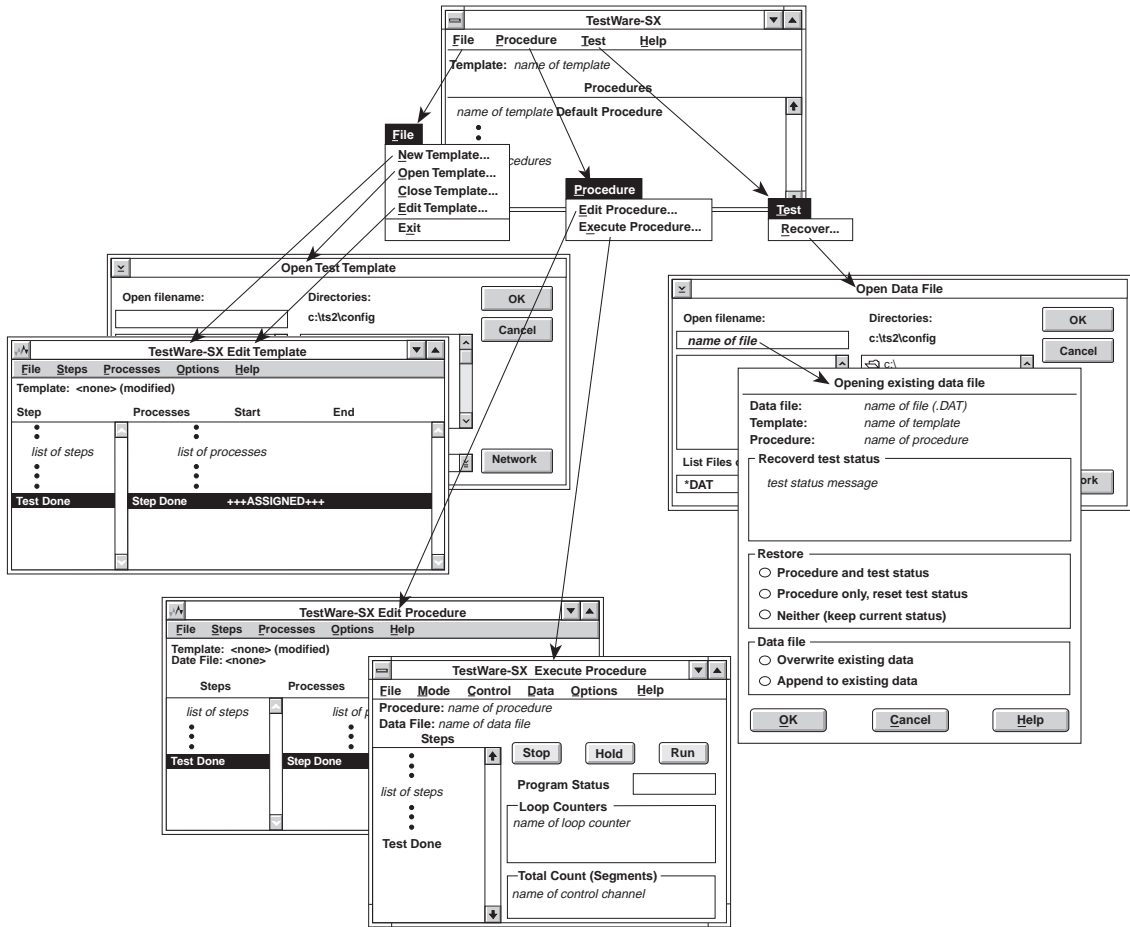 TestWare-SX
File Procedure Test Help
Template: name of template
Procedures
name of template Default Procedure
cedures
File
New Template...
Open Template...
Close Template...
Edit Template...
Exit
Procedure
Edit Procedure...
Execute Procedure...
Test
Recover...
Open Test Template
Open filename:
Directories:
c:\ts2\config
OK
Cancel
Network
TestWare-SX Edit Template
File Steps Processes Options Help
Template: <none> (modified)
Step Processes Start End
list of steps list of processes
Test Done Step Done +++ASSIGNED+++
Open Data File
Open filename:
name of file
Directories:
c:\ts2\config
OK
Cancel
c:\
List Files
*DAT
ork
Opening existing data file
Data file: name of file (.DAT)
Template: name of template
Procedure: name of procedure
Recoverd test status
test status message
Restore
Procedure and test status
Procedure only, reset test status
Neither (keep current status)
Data file
Overwrite existing data
Append to existing data
OK Cancel Help
TestWare-SX Edit Procedure
File Steps Processes Options Help
Template: <none> (modified)
Date File: <none>
Steps Processes
list of steps list of
Test Done Step Done
TestWare-SX Execute Procedure
File Mode Control Data Options Help
Procedure: name of procedure
Data File: name of data file
Steps
list of steps
Test Done
Stop Hold Run
Program Status
Loop Counters
name of loop counter
Total Count (Segments)
name of control channel